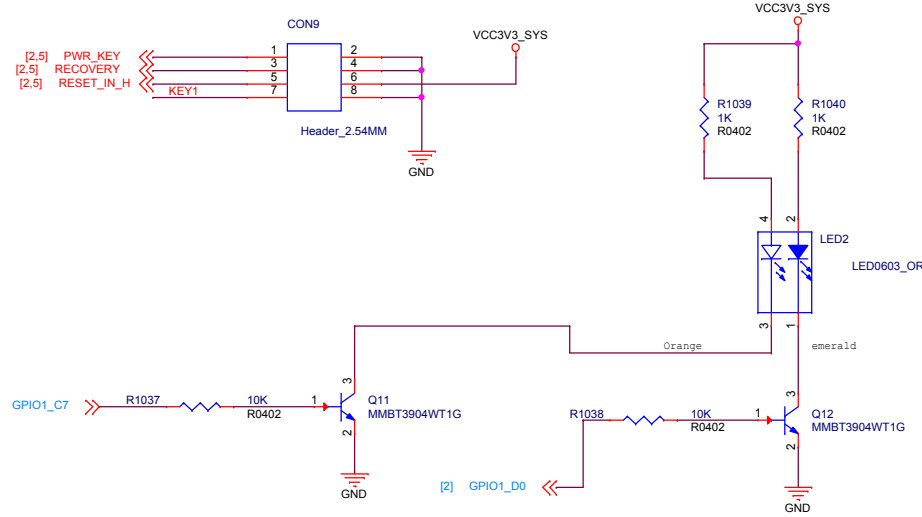 CON9
VCC3V3_SYS
VCC3V3_SYS
[2,5] PWR_KEY 1 2
[2,5] RECOVERY 3 4
[2,5] RESET_IN_H 5 6
KEY1 7 8
Header_2.54MM
GND
R1039
1K
R0402
R1040
1K
R0402
4 2
LED2
LED0603_OR
3 1
Orange
emerald
GPIO1_C7
R1037
10K
R0402
1
3
2
Q11
MMBT3904WT1G
GND
R1038
10K
R0402
1
3
2
Q12
MMBT3904WT1G
[2] GPIO1_D0
GND